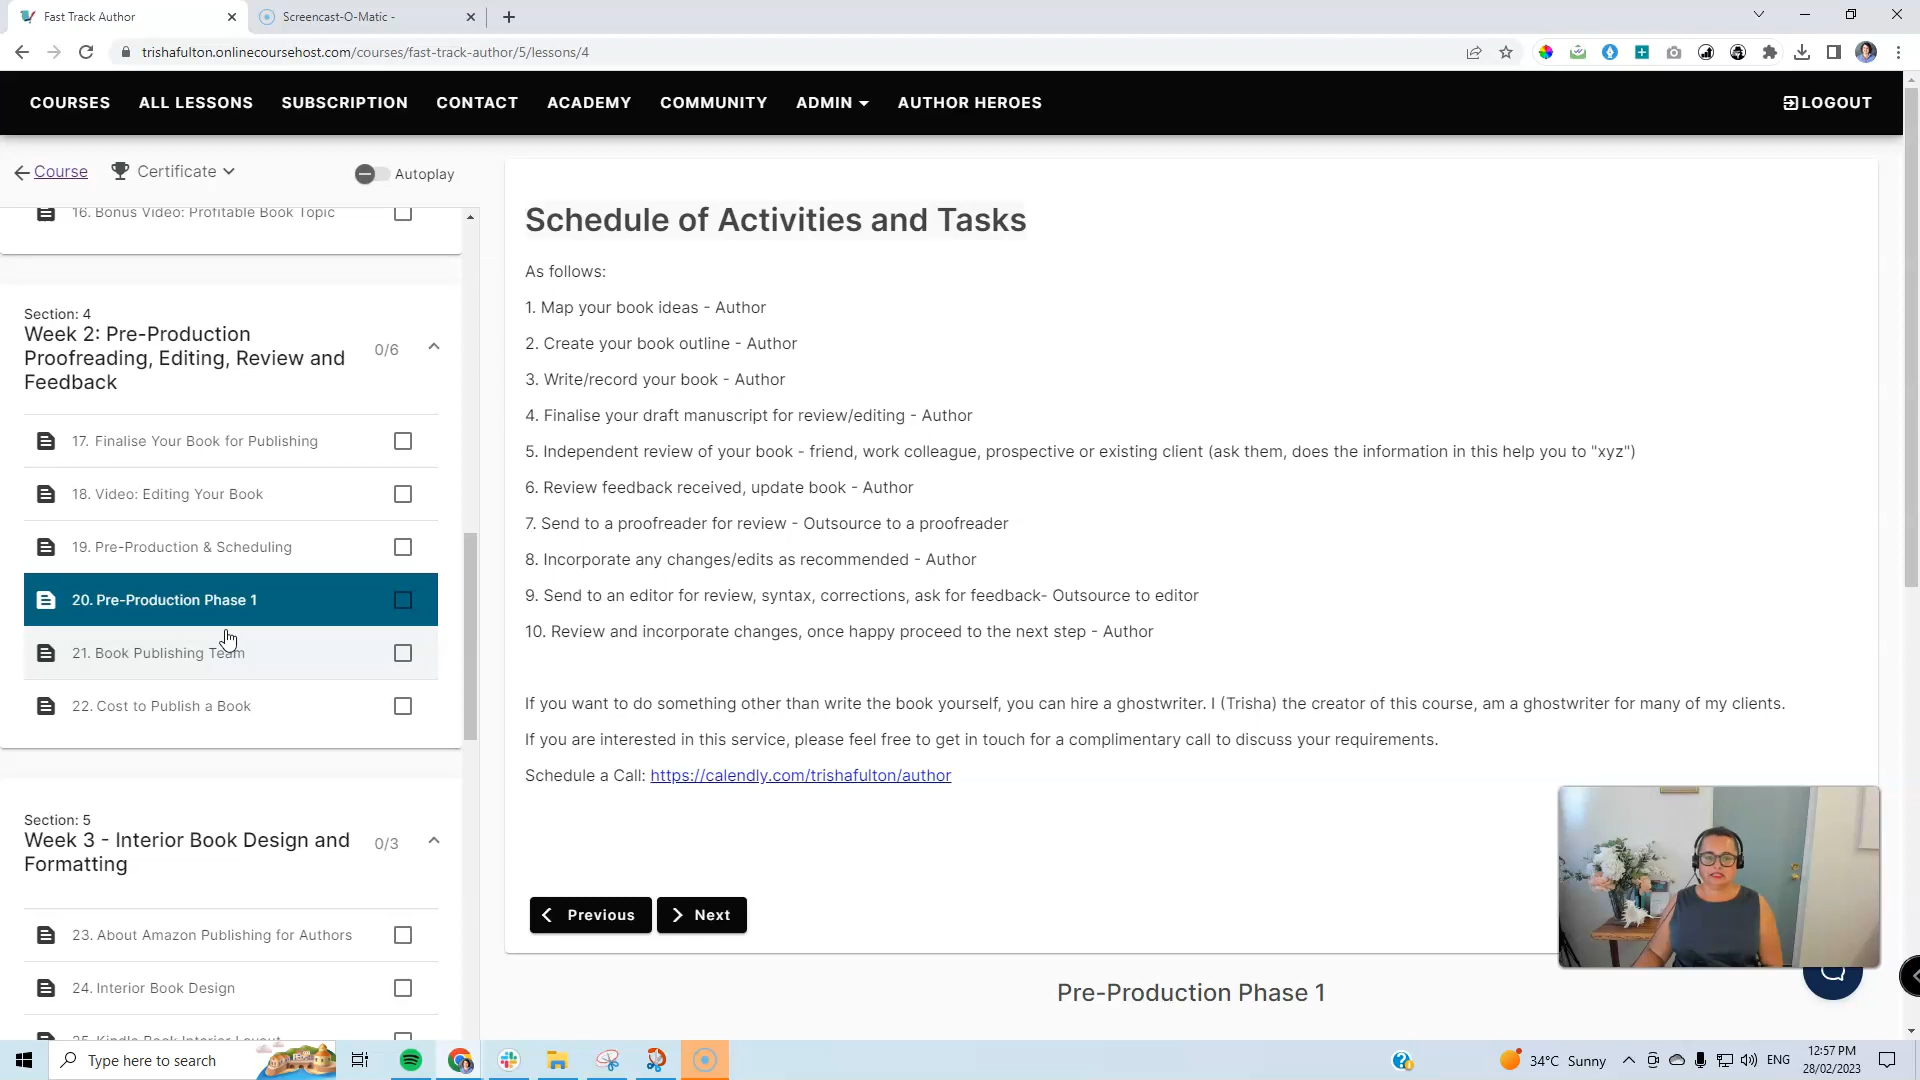 Fast Track Author
Screencast-O-Matic -
trishafulton.onlinecoursehost.com/courses/fast-track-author/5/lessons/4
COURSES
ALL LESSONS
SUBSCRIPTION
CONTACT
ACADEMY
COMMUNITY
ADMIN
AUTHOR HEROES
LOGOUT
Course
Certificate
Autoplay
16. Bonus Video: Profitable Book Topic
Section: 4
Week 2: Pre-Production
Proofreading, Editing, Review and
Feedback
0/6
17. Finalise Your Book for Publishing
18. Video: Editing Your Book
19. Pre-Production & Scheduling
20. Pre-Production Phase 1
21. Book Publishing Team
22. Cost to Publish a Book
Section: 5
Week 3 - Interior Book Design and
Formatting
0/3
23. About Amazon Publishing for Authors
24. Interior Book Design
25. Kindle Book Interior Layout
Schedule of Activities and Tasks
As follows:
1. Map your book ideas - Author
2. Create your book outline - Author
3. Write/record your book - Author
4. Finalise your draft manuscript for review/editing - Author
5. Independent review of your book - friend, work colleague, prospective or existing client (ask them, does the information in this help you to "xyz")
6. Review feedback received, update book - Author
7. Send to a proofreader for review - Outsource to a proofreader
8. Incorporate any changes/edits as recommended - Author
9. Send to an editor for review, syntax, corrections, ask for feedback- Outsource to editor
10. Review and incorporate changes, once happy proceed to the next step - Author
If you want to do something other than write the book yourself, you can hire a ghostwriter. I (Trisha) the creator of this course, am a ghostwriter for many of my clients.
If you are interested in this service, please feel free to get in touch for a complimentary call to discuss your requirements.
Schedule a Call: https://calendly.com/trishafulton/author
Previous
Next
Pre-Production Phase 1
Type here to search
34°C Sunny
ENG
12:57 PM
28/02/2023